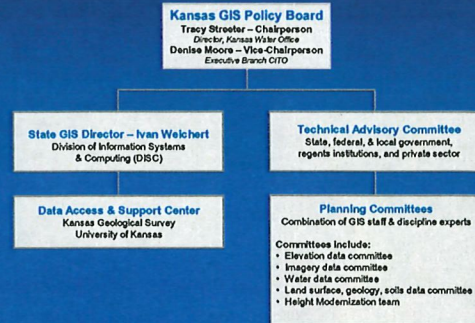 Kansas GIS Policy Board
Tracy Streeter – Chairperson
Director, Kansas Water Office
Denise Moore – Vice-Chairperson
Executive Branch CITO
State GIS Director – Ivan Weichert
Division of Information Systems
& Computing (DISC)
Technical Advisory Committee
State, federal, & local government,
regents institutions, and private sector
Data Access & Support Center
Kansas Geological Survey
University of Kansas
Planning Committees
Combination of GIS staff & discipline experts
Committees include:
• Elevation data committee
• Imagery data committee
• Water data committee
• Land surface, geology, soils data committee
• Height Modernization team